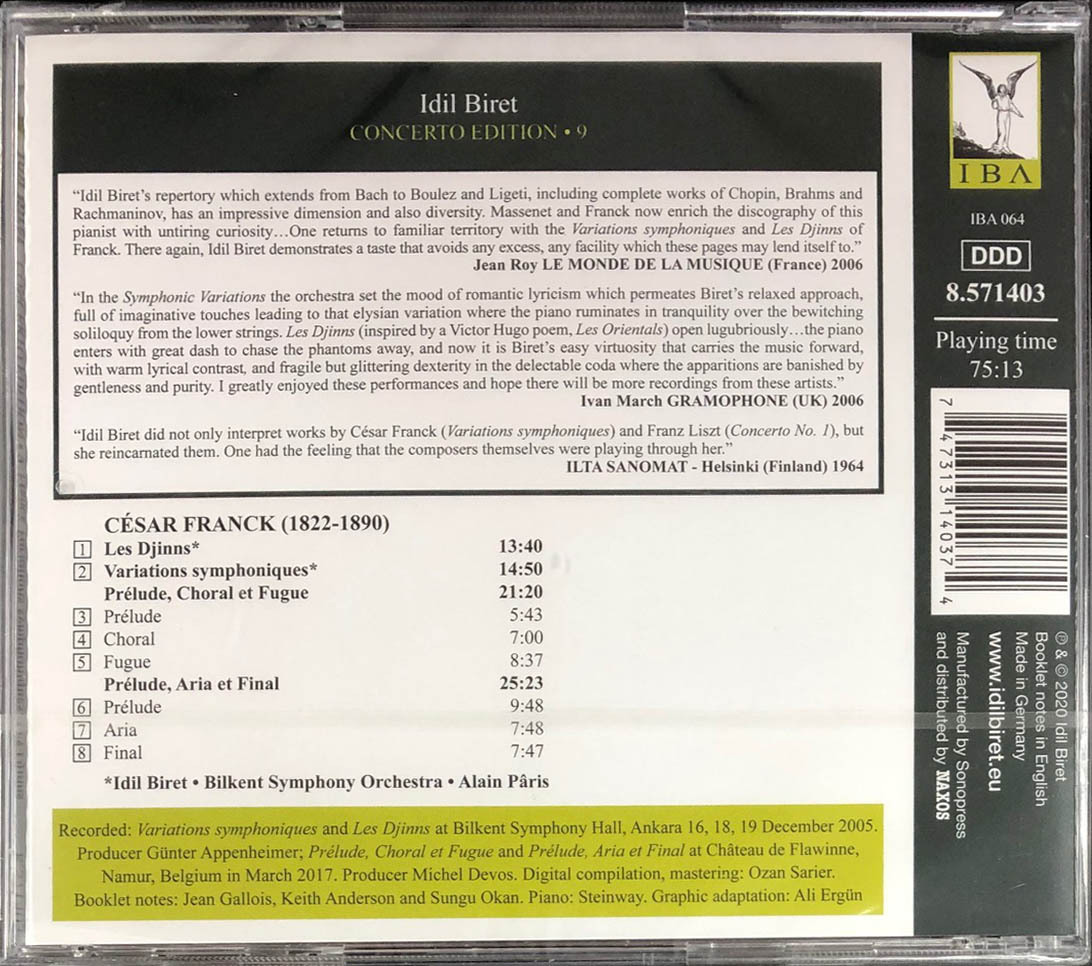 Idil Biret
CONCERTO EDITION • 9
“Idil Biret’s repertory which extends from Bach to Boulez and Ligeti, including complete works of Chopin, Brahms and
Rachmaninov, has an impressive dimension and also diversity. Massenet and Franck now enrich the discography of this
pianist with untiring curiosity…One returns to familiar territory with the Variations symphoniques and Les Djinns of
Franck. There again, Idil Biret demonstrates a taste that avoids any excess, any facility which these pages may lend itself to.”
Jean Roy LE MONDE DE LA MUSIQUE (France) 2006
“In the Symphonic Variations the orchestra set the mood of romantic lyricism which permeates Biret’s relaxed approach,
full of imaginative touches leading to that elysian variation where the piano ruminates in tranquility over the bewitching
soliloquy from the lower strings. Les Djinns (inspired by a Victor Hugo poem, Les Orientals) open lugubriously…the piano
enters with great dash to chase the phantoms away, and now it is Biret’s easy virtuosity that carries the music forward,
with warm lyrical contrast, and fragile but glittering dexterity in the delectable coda where the apparitions are banished by
gentleness and purity. I greatly enjoyed these performances and hope there will be more recordings from these artists.”
Ivan March GRAMOPHONE (UK) 2006
“Idil Biret did not only interpret works by César Franck (Variations symphoniques) and Franz Liszt (Concerto No. 1), but
she reincarnated them. One had the feeling that the composers themselves were playing through her.”
ILTA SANOMAT - Helsinki (Finland) 1964
CÉSAR FRANCK (1822-1890)
1 Les Djinns* 13:40
2 Variations symphoniques* 14:50
Prélude, Choral et Fugue 21:20
3 Prélude 5:43
4 Choral 7:00
5 Fugue 8:37
Prélude, Aria et Final 25:23
6 Prélude 9:48
7 Aria 7:48
8 Final 7:47
*Idil Biret • Bilkent Symphony Orchestra • Alain Pâris
Recorded: Variations symphoniques and Les Djinns at Bilkent Symphony Hall, Ankara 16, 18, 19 December 2005.
Producer Günter Appenheimer; Prélude, Choral et Fugue and Prélude, Aria et Final at Château de Flawinne,
Namur, Belgium in March 2017. Producer Michel Devos. Digital compilation, mastering: Ozan Sarier.
Booklet notes: Jean Gallois, Keith Anderson and Sungu Okan. Piano: Steinway. Graphic adaptation: Ali Ergün
IBA
IBA 064
DDD
8.571403
Playing time
75:13
7 47313 14037 4
℗ & © 2020 Idil Biret
Booklet notes in English
Made in Germany
www.idilbiret.eu
Manufactured by Sonopress
and distributed by NAXOS